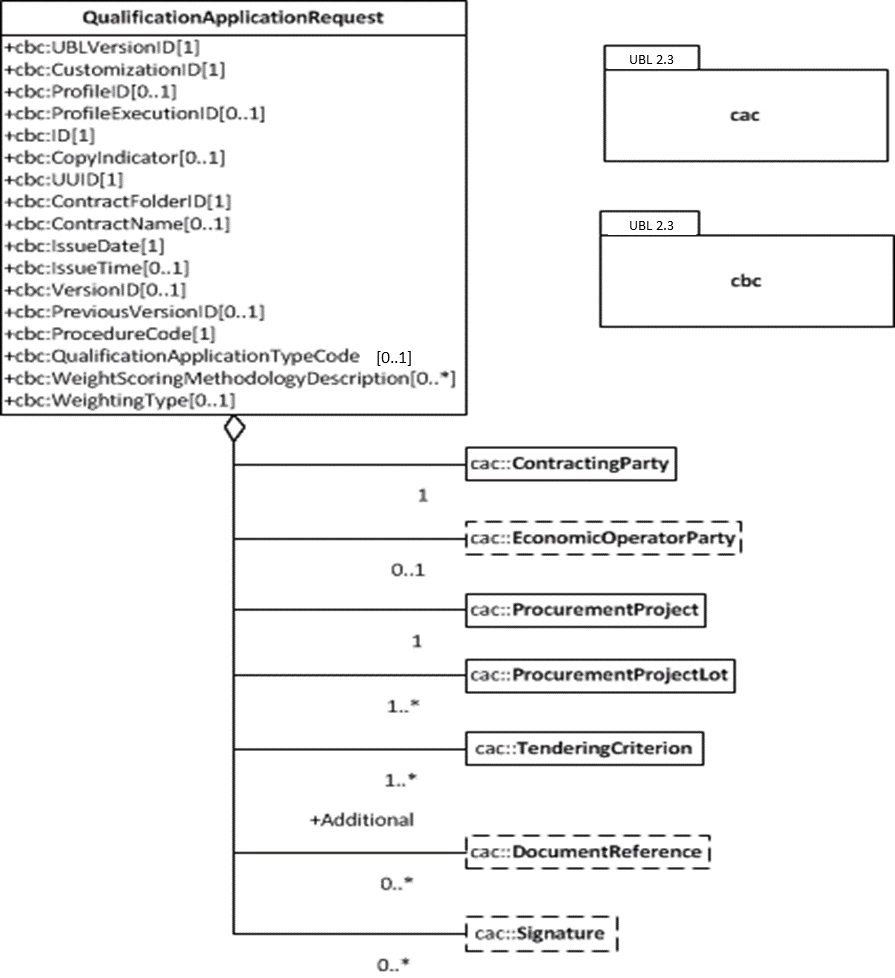 QualificationApplicationRequest
+cbc:UBLVersionID[1]
+cbc:CustomizationID[1]
+cbc:ProfileID[0..1]
+cbc:ProfileExecutionID[0..1]
+cbc:ID[1]
+cbc:CopyIndicator[0..1]
+cbc:UUID[1]
+cbc:ContractFolderID[1]
+cbc:ContractName[0..1]
+cbc:IssueDate[1]
+cbc:IssueTime[0..1]
+cbc:VersionID[0..1]
+cbc:PreviousVersionID[0..1]
+cbc:ProcedureCode[1]
+cbc:QualificationApplicationTypeCode [0..1]
+cbc:WeightScoringMethodologyDescription[0..*]
+cbc:WeightingType[0..1]
UBL 2.3
cac
UBL 2.3
cbc
cac::ContractingParty
1
cac::EconomicOperatorParty
0..1
cac::ProcurementProject
1
cac::ProcurementProjectLot
1..*
cac::TenderingCriterion
1..*
+Additional
cac::DocumentReference
0..*
cac::Signature
0..*